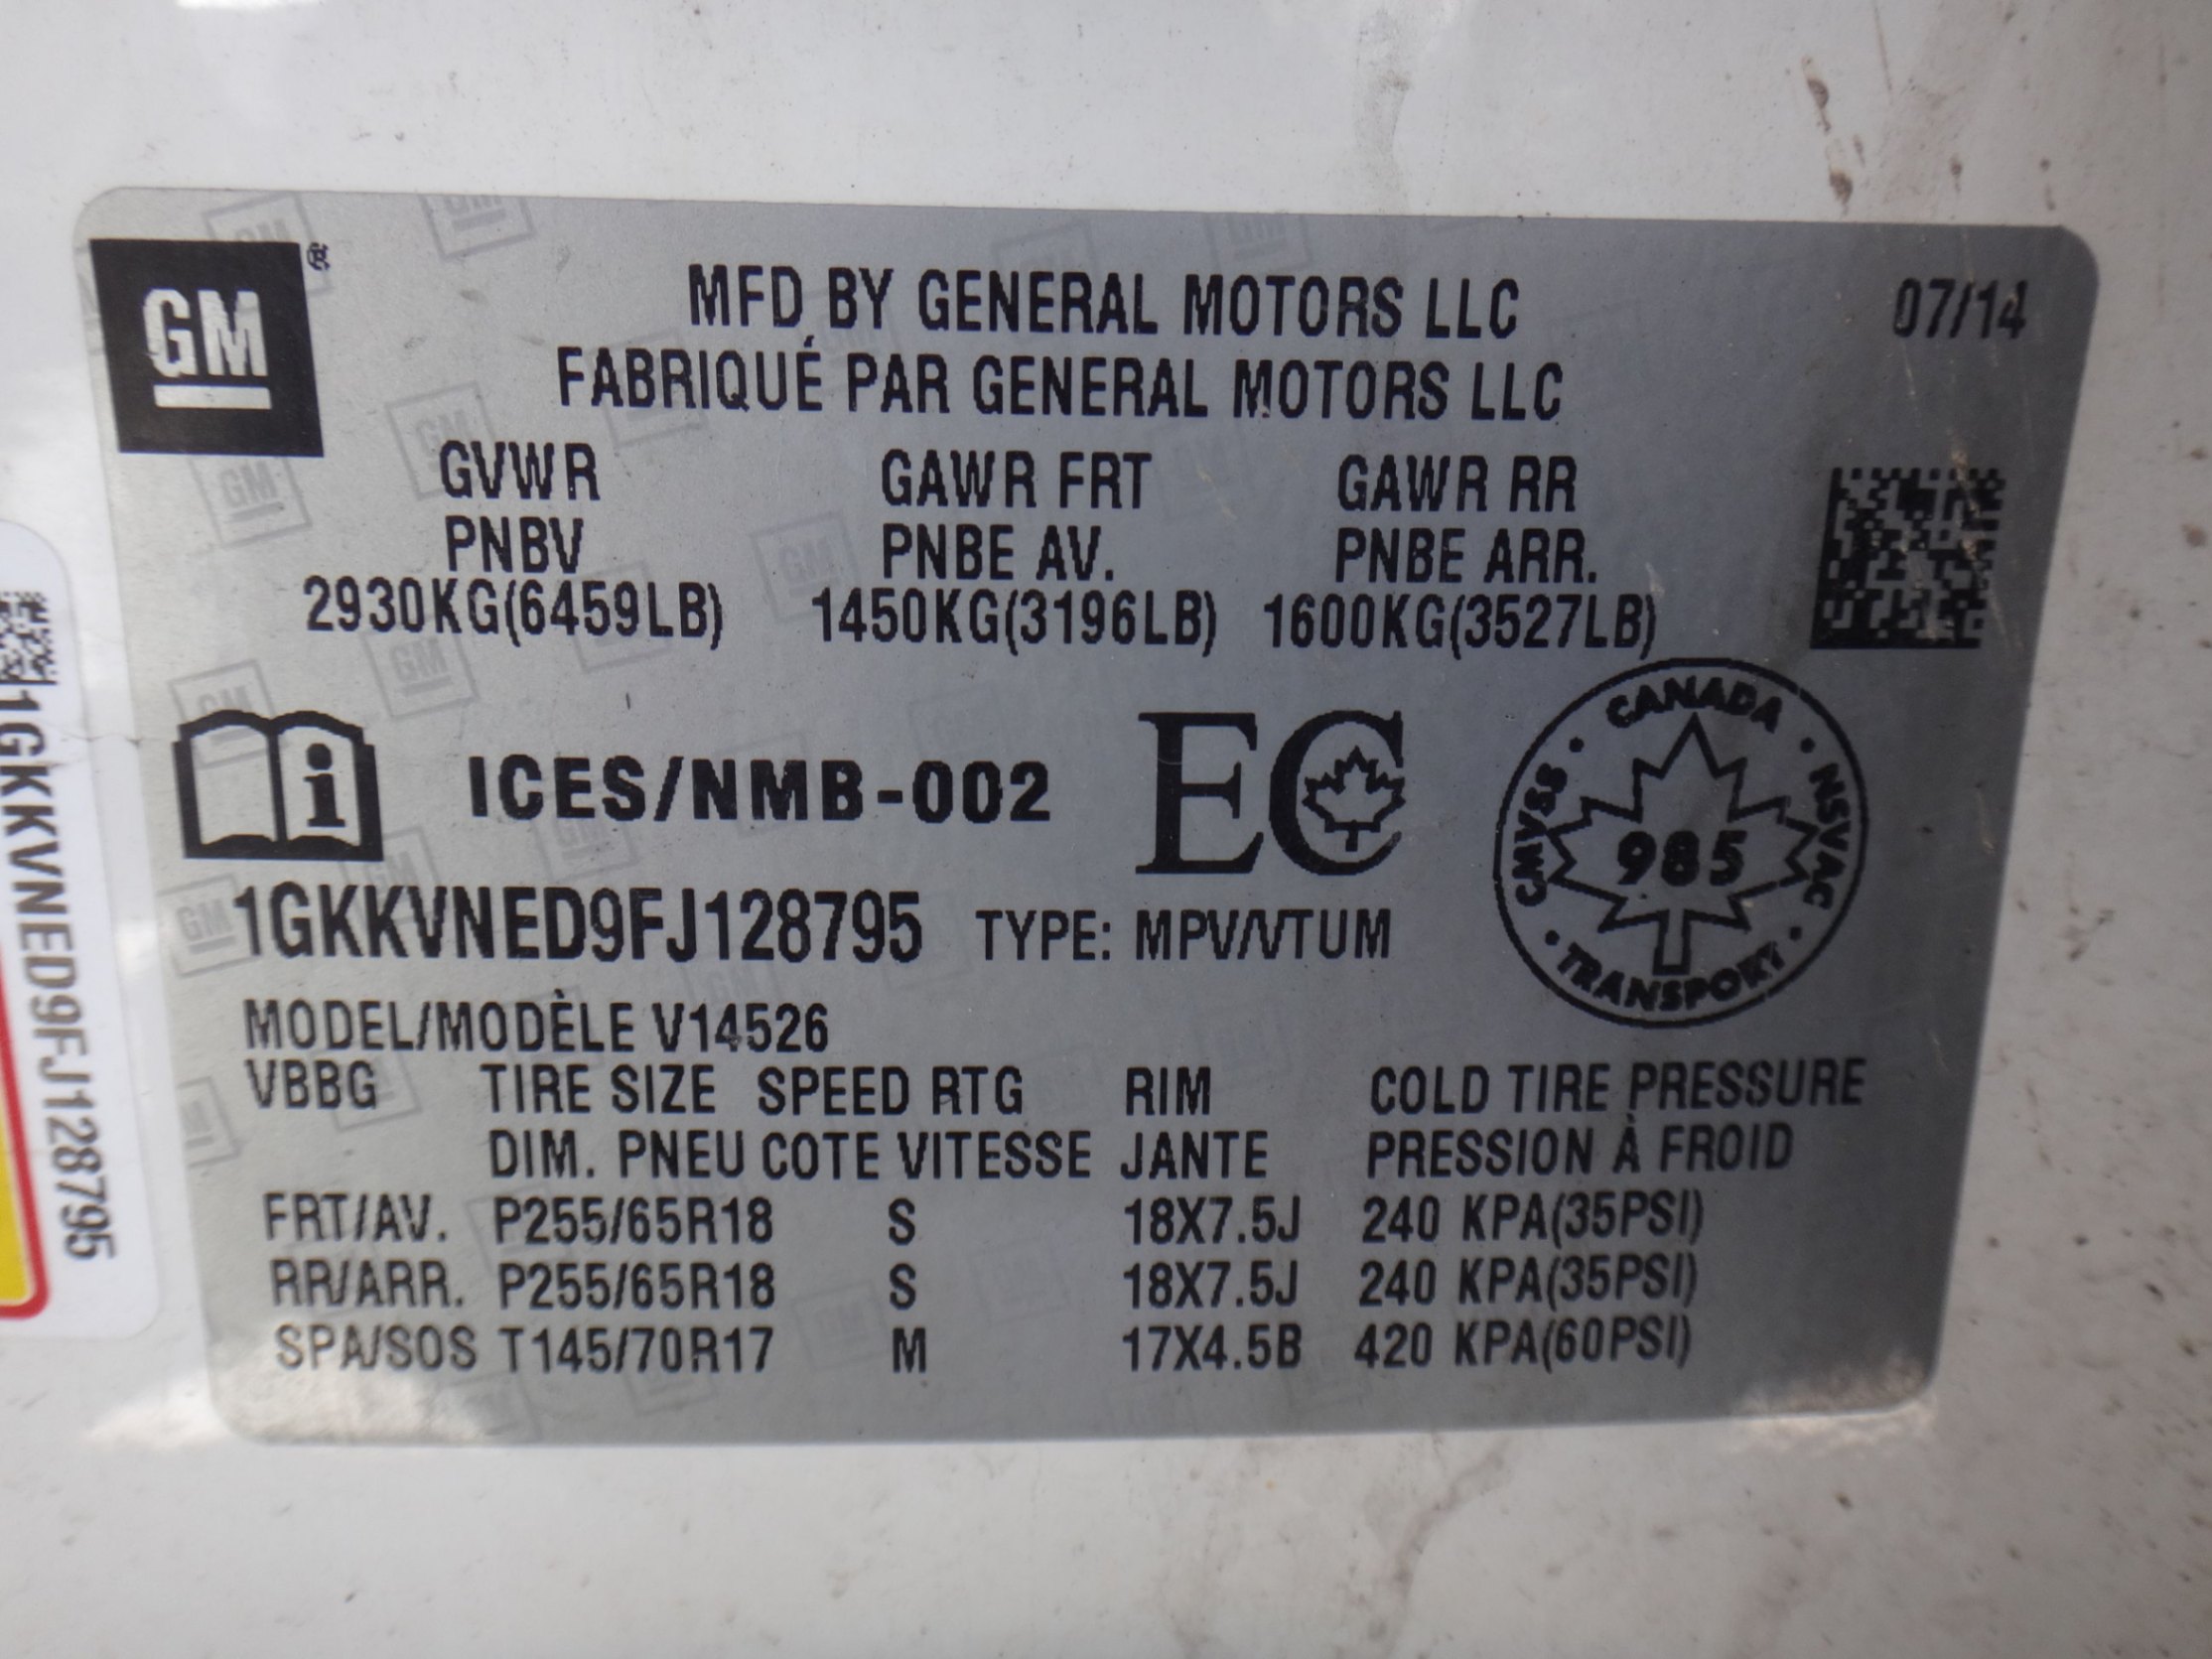 GM®
MFD BY GENERAL MOTORS LLC 07/14
FABRIQUÉ PAR GENERAL MOTORS LLC
GVWR GAWR FRT GAWR RR
PNBV PNBE AV. PNBE ARR.
2930KG(6459LB) 1450KG(3196LB) 1600KG(3527LB)
i ICES/NMB-002 EC
CANADA • NSVAC • TRANSPORT • CMVSS •
985
1GKKVNED9FJ128795 TYPE: MPV/VTUM
MODEL/MODÈLE V14526
VBBG TIRE SIZE SPEED RTG RIM COLD TIRE PRESSURE
DIM. PNEU COTE VITESSE JANTE PRESSION À FROID
FRT/AV. P255/65R18 S 18X7.5J 240 KPA(35PSI)
RR/ARR. P255/65R18 S 18X7.5J 240 KPA(35PSI)
SPA/SOS T145/70R17 M 17X4.5B 420 KPA(60PSI)
1GKKVNED9FJ128795